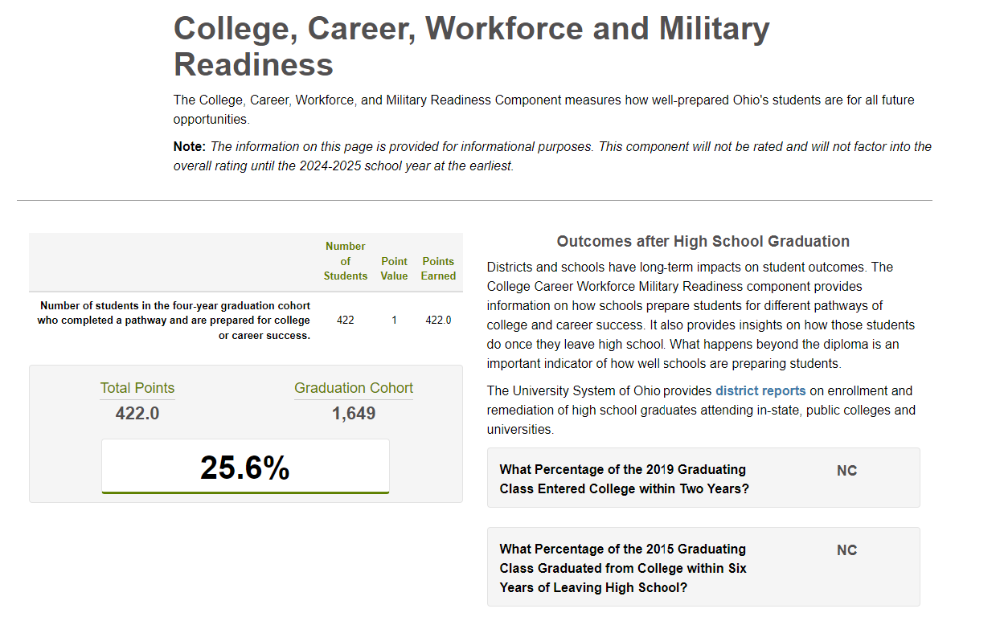 College, Career, Workforce and Military
Readiness
The College, Career, Workforce, and Military Readiness Component measures how well-prepared Ohio's students are for all future
opportunities.
Note: The information on this page is provided for informational purposes. This component will not be rated and will not factor into the
overall rating until the 2024-2025 school year at the earliest.
Number
of
Students
Point
Value
Points
Earned
Number of students in the four-year graduation cohort
who completed a pathway and are prepared for college
or career success.
422
1
422.0
Total Points
422.0
Graduation Cohort
1,649
25.6%
Outcomes after High School Graduation
Districts and schools have long-term impacts on student outcomes. The
College Career Workforce Military Readiness component provides
information on how schools prepare students for different pathways of
college and career success. It also provides insights on how those students
do once they leave high school. What happens beyond the diploma is an
important indicator of how well schools are preparing students.
The University System of Ohio provides district reports on enrollment and
remediation of high school graduates attending in-state, public colleges and
universities.
What Percentage of the 2019 Graduating
Class Entered College within Two Years?
NC
What Percentage of the 2015 Graduating
Class Graduated from College within Six
Years of Leaving High School?
NC